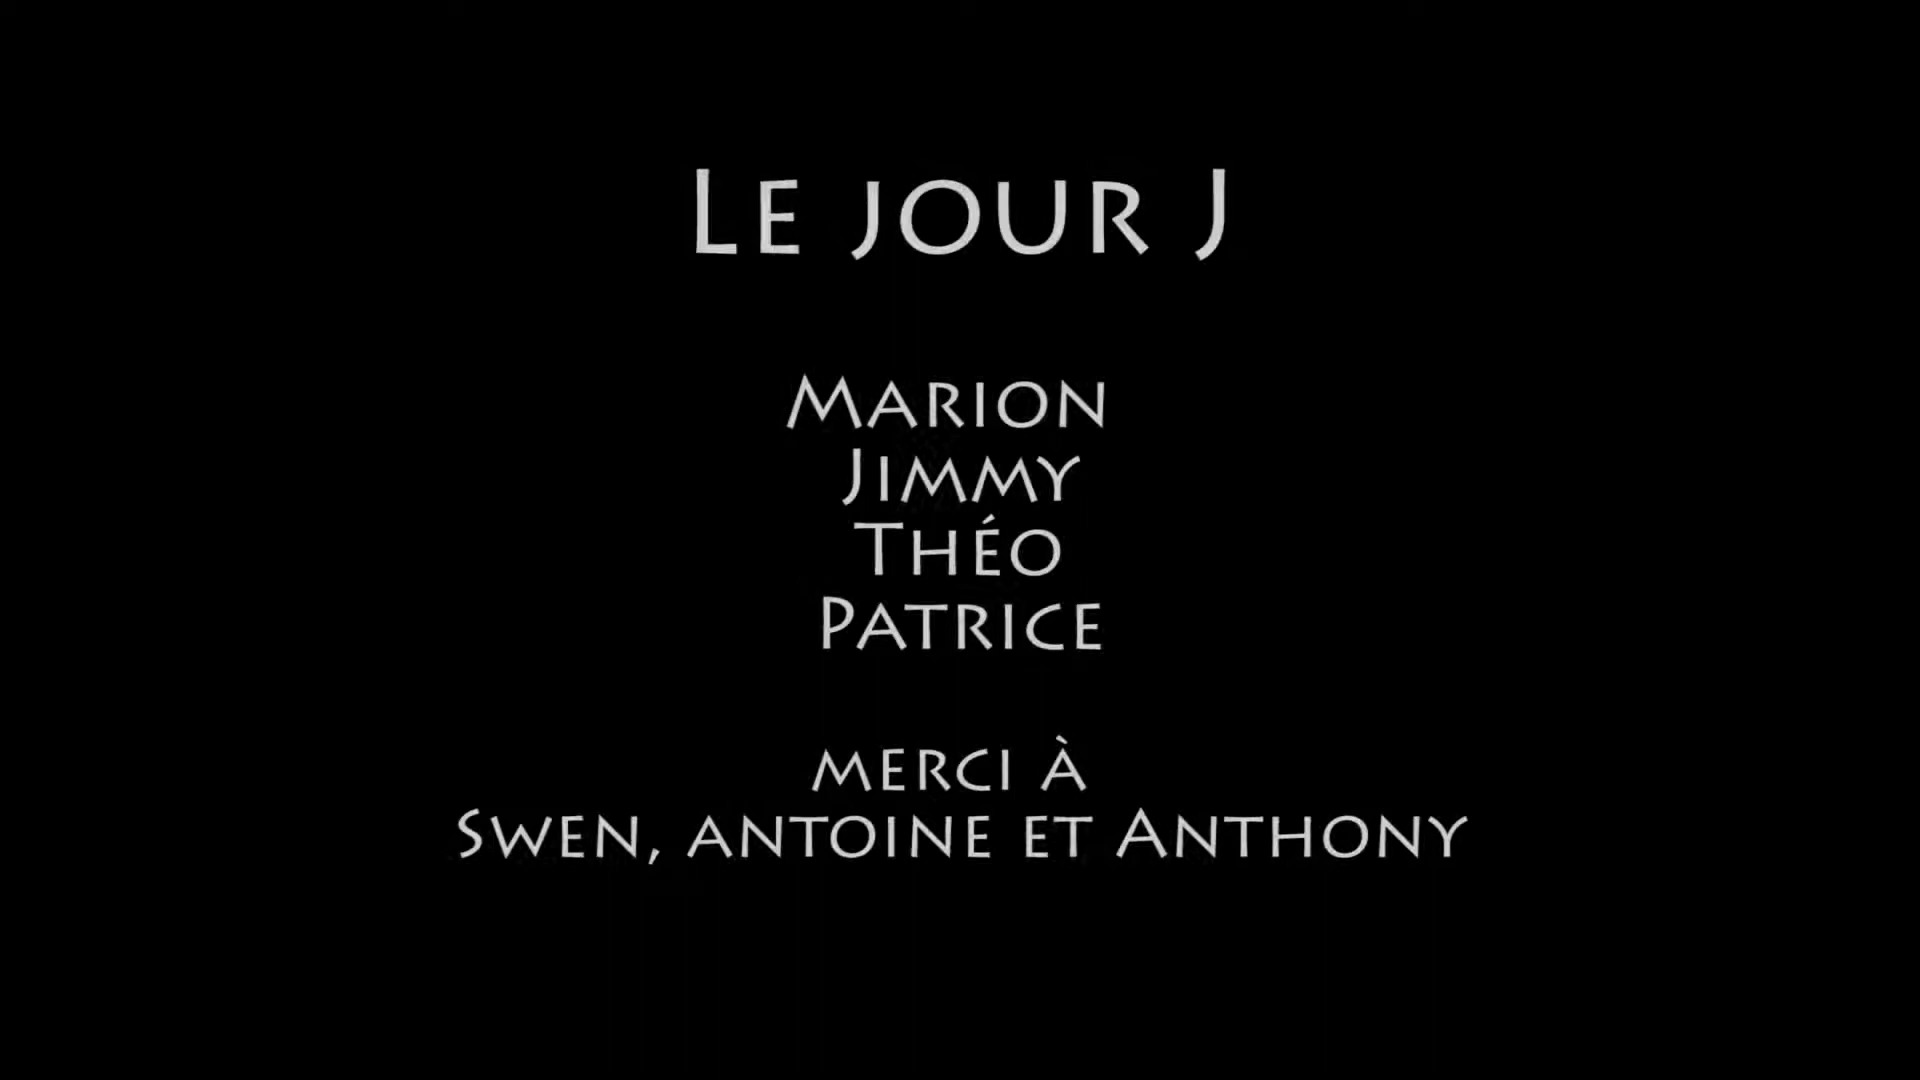 Le jour J
Marion
Jimmy
Théo
Patrice
merci à
Swen, antoine et Anthony